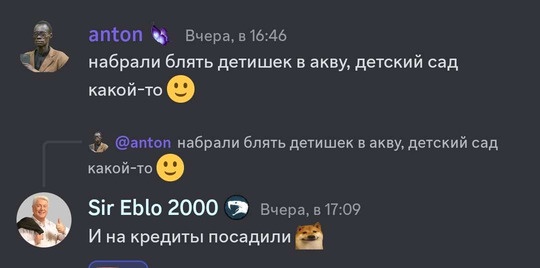 anton Вчера, в 16:46
набрали блять детишек в акву, детский сад
какой-то
@anton набрали блять детишек в акву, детский сад
какой-то
Sir Eblo 2000 Вчера, в 17:09
И на кредиты посадили